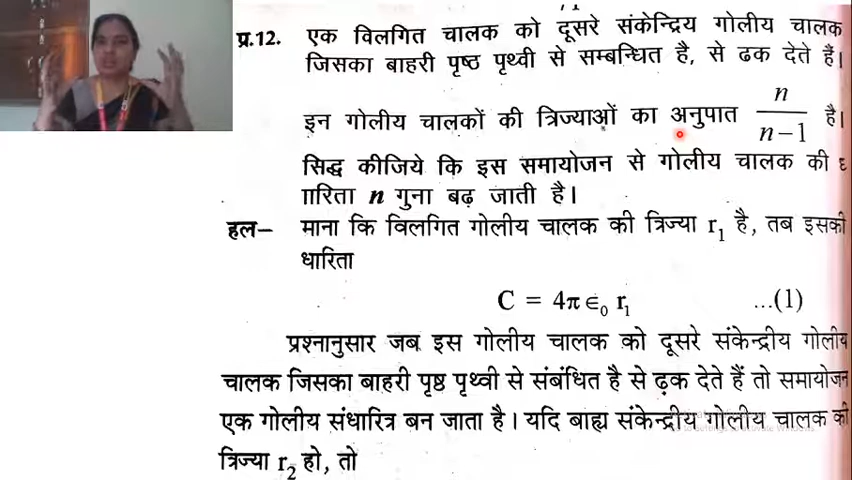 प्र.12. एक विलगित चालक को दूसरे संकेन्द्रिय गोलीय चालक
जिसका बाहरी पृष्ठ पृथ्वी से सम्बन्धित है, से ढक देते हैं।
इन गोलीय चालकों की त्रिज्याओं का अनुपात n/n−1 है।
सिद्ध कीजिये कि इस समायोजन से गोलीय चालक की ध
ाारिता n गुना बढ़ जाती है।
हल– माना कि विलगित गोलीय चालक की त्रिज्या r₁ है, तब इसकी
धारिता
C = 4π ∈₀ r₁ ...(1)
प्रश्नानुसार जब इस गोलीय चालक को दूसरे संकेन्द्रीय गोलीय
चालक जिसका बाहरी पृष्ठ पृथ्वी से संबंधित है से ढ़क देते हैं तो समायोजन
एक गोलीय संधारित्र बन जाता है। यदि बाह्य संकेन्द्रीय गोलीय चालक की
त्रिज्या r₂ हो, तो